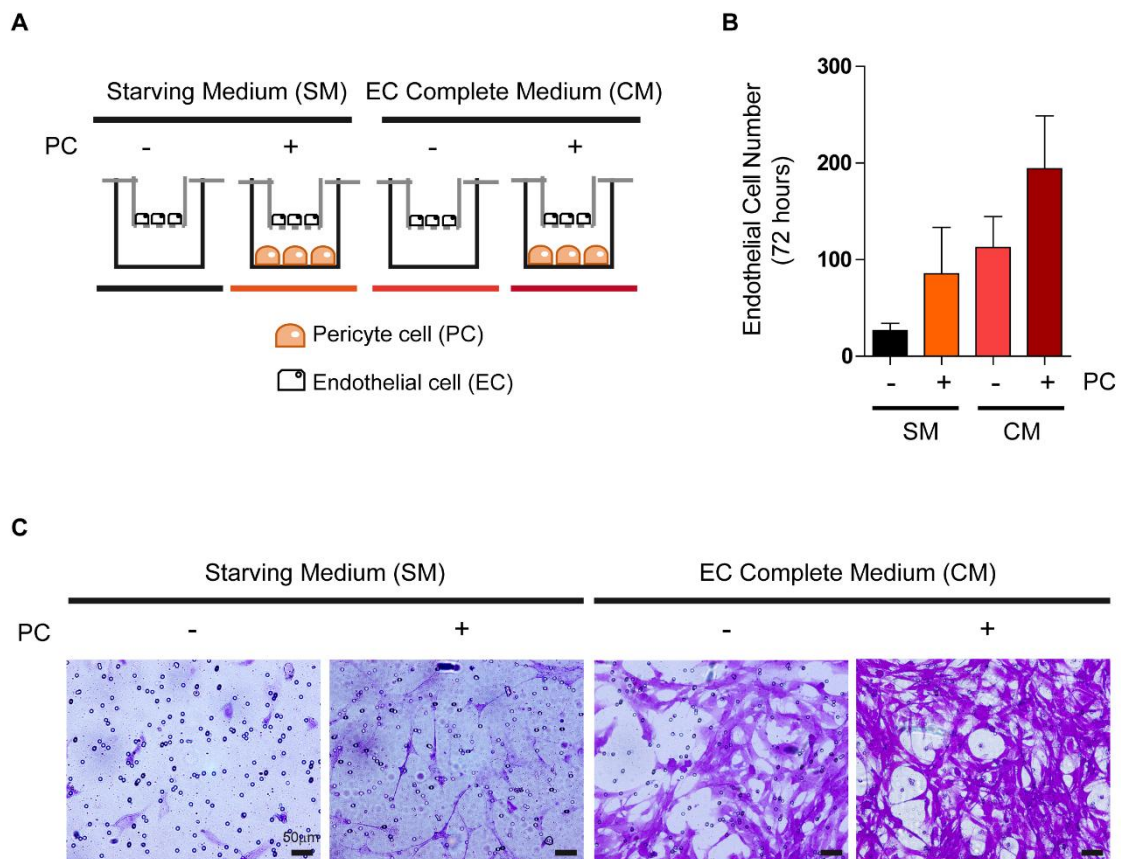 A
Starving Medium (SM) EC Complete Medium (CM)
PC - + - +
Pericyte cell (PC)
Endothelial cell (EC)
B
Endothelial Cell Number
(72 hours)
300
200
100
0
- + - + PC
SM CM
C
Starving Medium (SM) EC Complete Medium (CM)
PC - + - +
50μm